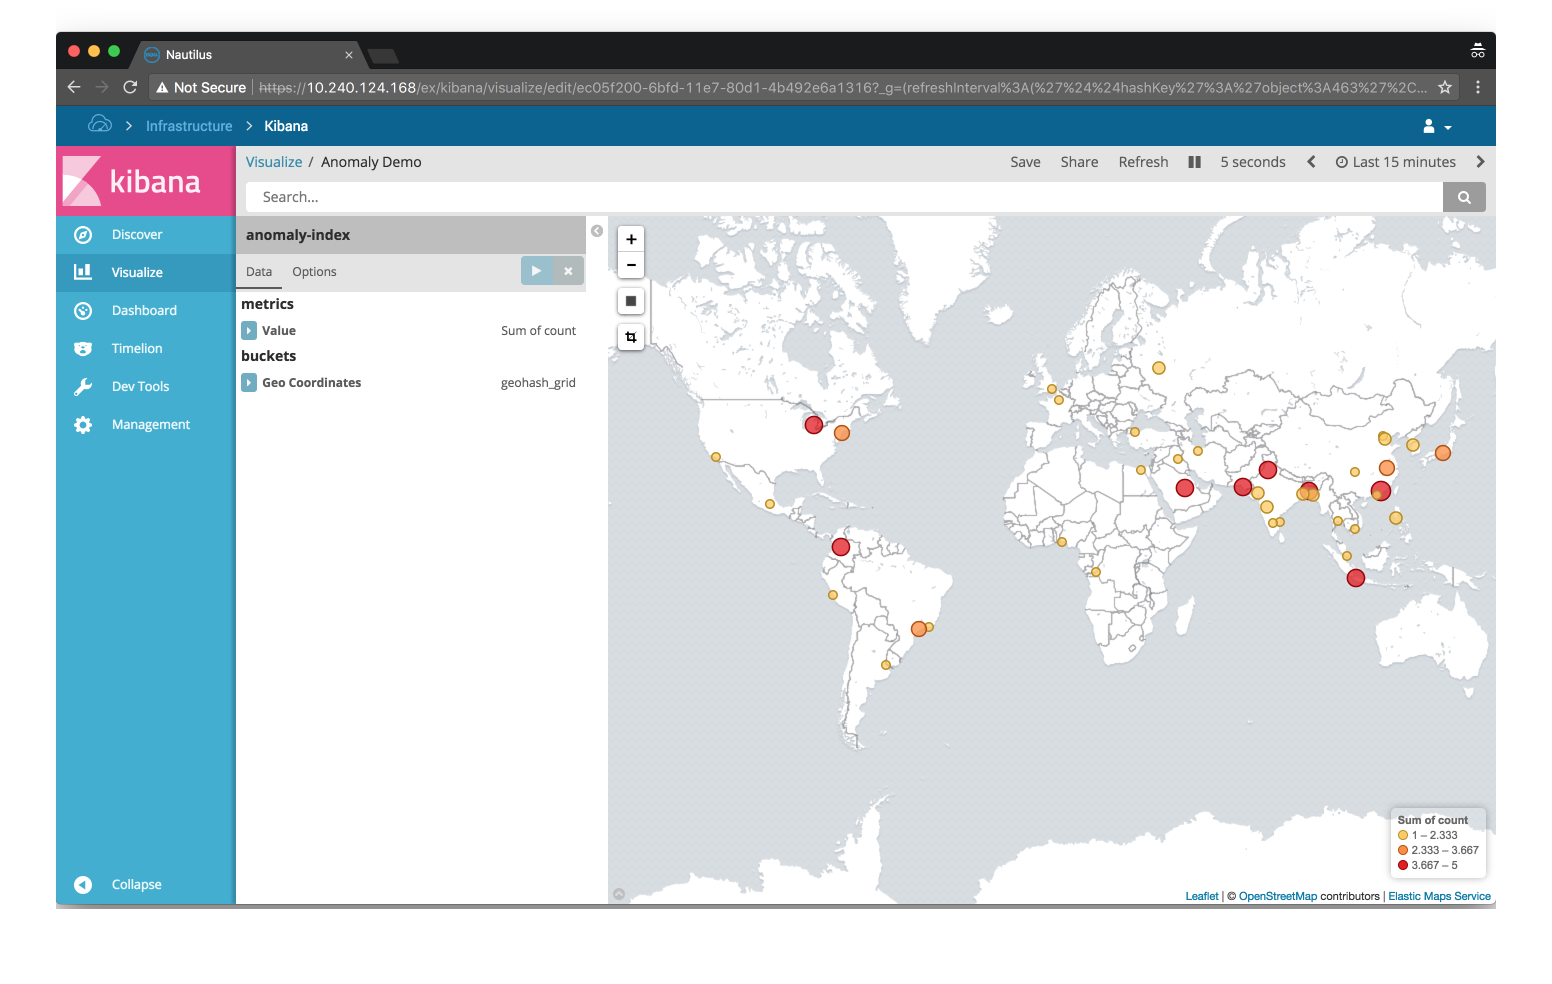 Nautilus
Not Secure https://10.240.124.168/ex/kibana/visualize/edit/ec05f200-6bfd-11e7-80d1-4b492e6a1316?_g=(refreshInterval%3A(%27%24%24hashKey%27%3A%27object%3A463%27%2C...
Infrastructure > Kibana
kibana
Visualize / Anomaly Demo
Save Share Refresh 5 seconds Last 15 minutes
Search...
Discover
Visualize
Dashboard
Timelion
Dev Tools
Management
Collapse
anomaly-index
Data Options
metrics
Value Sum of count
buckets
Geo Coordinates geohash_grid
+
−
Sum of count
1 – 2.333
2.333 – 3.667
3.667 – 5
Leaflet | © OpenStreetMap contributors | Elastic Maps Service